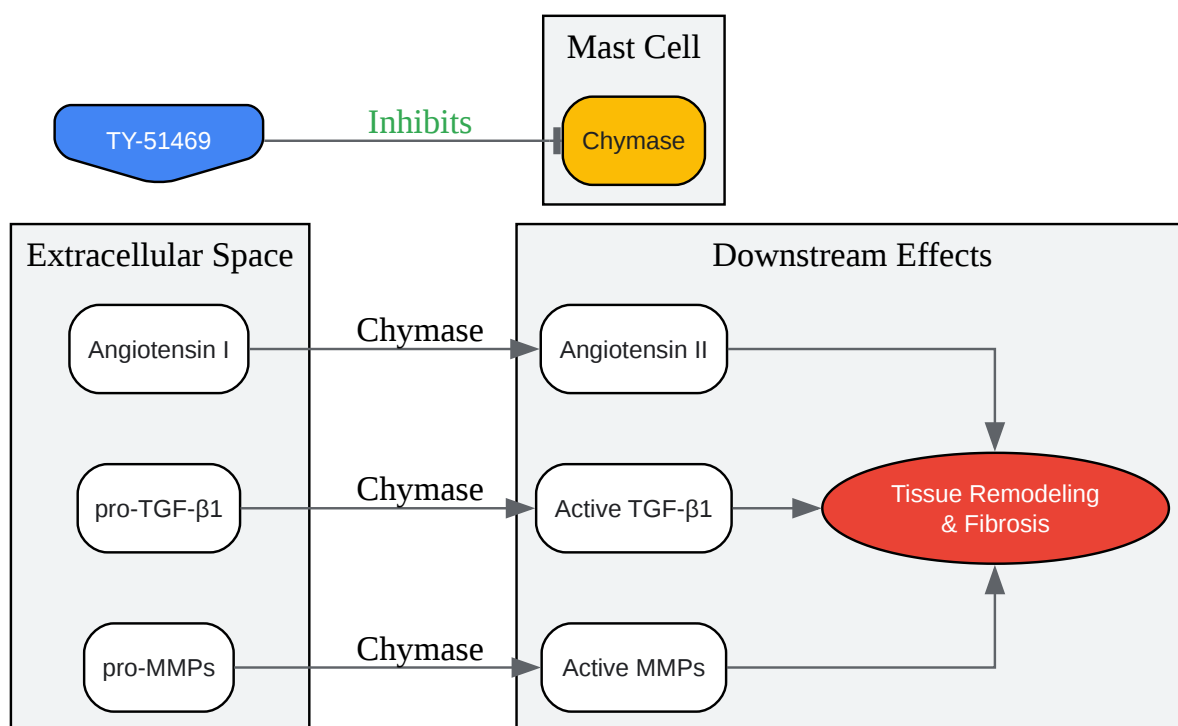 Mast Cell
TY-51469
Inhibits
Chymase
Extracellular Space
Downstream Effects
Angiotensin I
Chymase
Angiotensin II
pro-TGF-β1
Chymase
Active TGF-β1
Tissue Remodeling
& Fibrosis
pro-MMPs
Chymase
Active MMPs